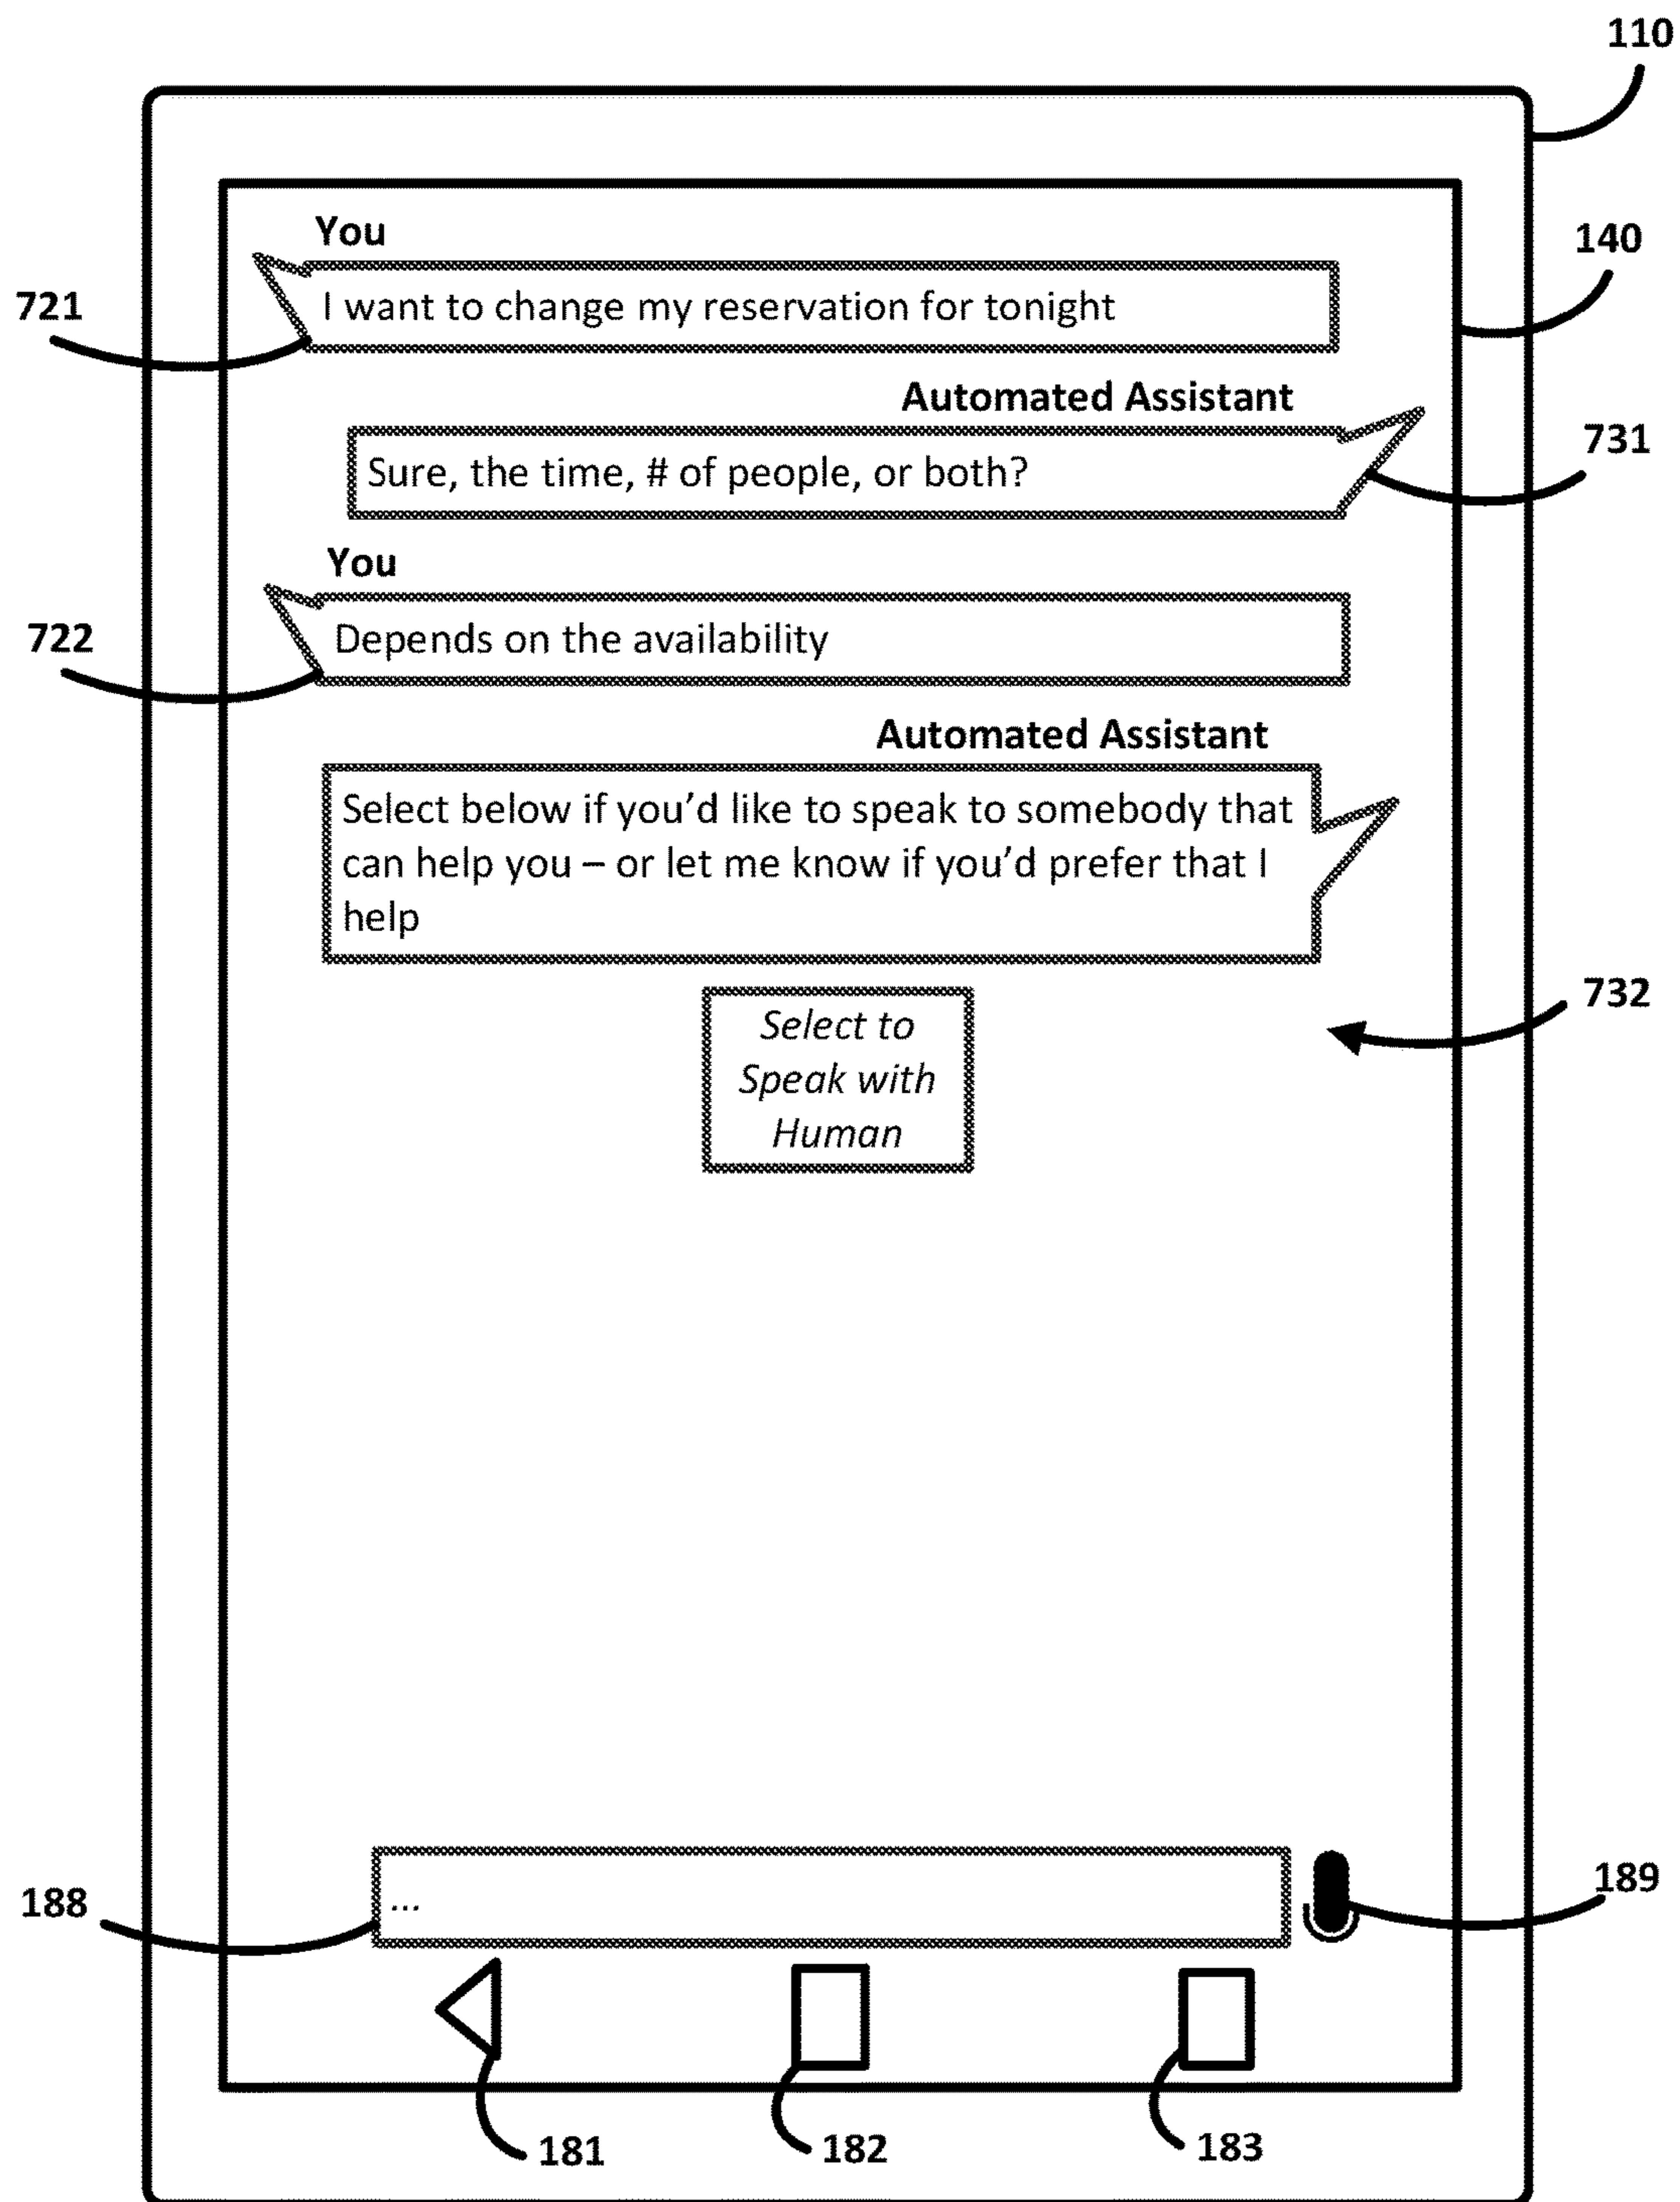 110
You
140
721
I want to change my reservation for tonight
Automated Assistant
731
Sure, the time, # of people, or both?
You
722
Depends on the availability
Automated Assistant
Select below if you’d like to speak to somebody that
can help you – or let me know if you’d prefer that I
help
732
Select to
Speak with
Human
188
...
189
181
182
183